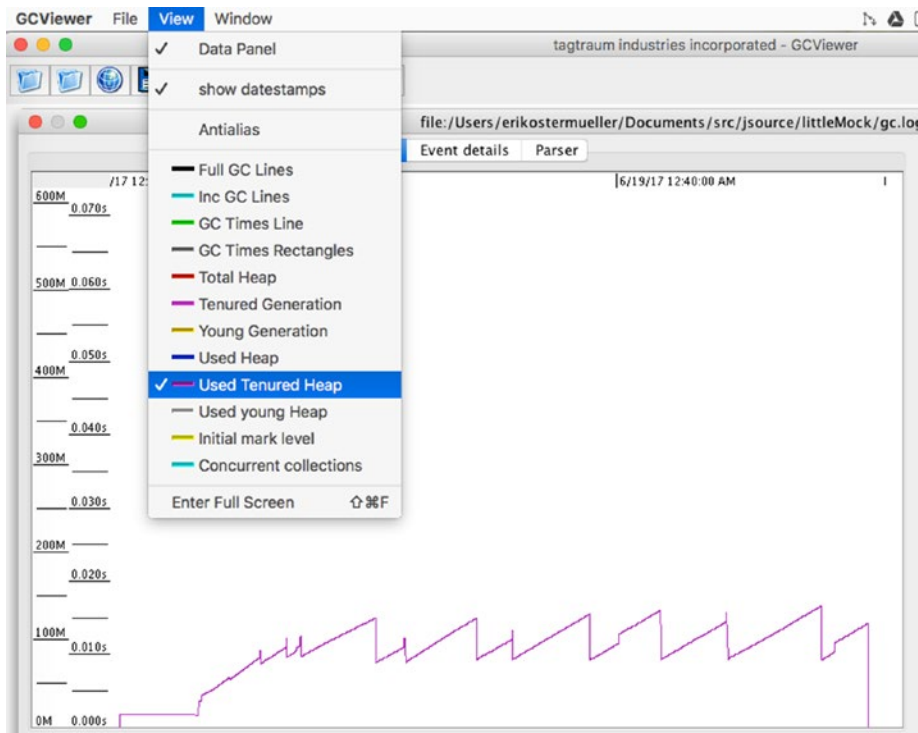 GCViewer File View Window
tagtraum industries incorporated - GCViewer
✓ Data Panel
✓ show datestamps
Antialias
file:/Users/erikostermueller/Documents/src/jsource/littleMock/gc.log
Event details Parser
Full GC Lines
Inc GC Lines
GC Times Line
GC Times Rectangles
Total Heap
Tenured Generation
Young Generation
Used Heap
✓ Used Tenured Heap
Used young Heap
Initial mark level
Concurrent collections
Enter Full Screen ⇧⌘F
/17 12:
6/19/17 12:40:00 AM
600M
0.070s
500M 0.060s
0.050s
400M
0.040s
300M
0.030s
200M
0.020s
100M
0.010s
0M 0.000s